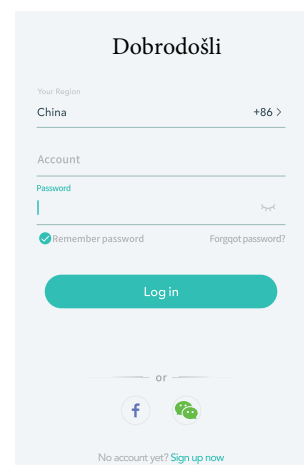 Dobrodošli
Your Region
China +86 >
Account
Password
Remember password Forgqot password?
Log in
or
f
No account yet? Sign up now